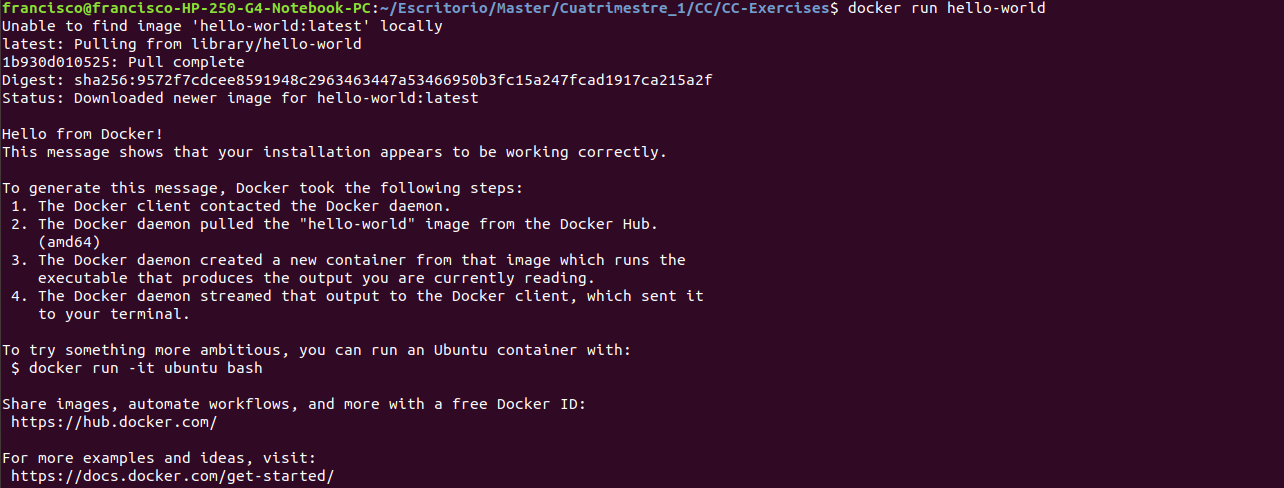 francisco@francisco-HP-250-G4-Notebook-PC:~/Escritorio/Master/Cuatrimestre_1/CC/CC-Exercises$ docker run hello-world
Unable to find image 'hello-world:latest' locally
latest: Pulling from library/hello-world
1b930d010525: Pull complete
Digest: sha256:9572f7cdcee8591948c2963463447a53466950b3fc15a247fcad1917ca215a2f
Status: Downloaded newer image for hello-world:latest

Hello from Docker!
This message shows that your installation appears to be working correctly.

To generate this message, Docker took the following steps:
 1. The Docker client contacted the Docker daemon.
 2. The Docker daemon pulled the "hello-world" image from the Docker Hub.
    (amd64)
 3. The Docker daemon created a new container from that image which runs the
    executable that produces the output you are currently reading.
 4. The Docker daemon streamed that output to the Docker client, which sent it
    to your terminal.

To try something more ambitious, you can run an Ubuntu container with:
 $ docker run -it ubuntu bash

Share images, automate workflows, and more with a free Docker ID:
 https://hub.docker.com/

For more examples and ideas, visit:
 https://docs.docker.com/get-started/